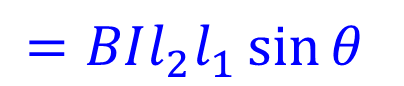 = BIl₂l₁ sin θ